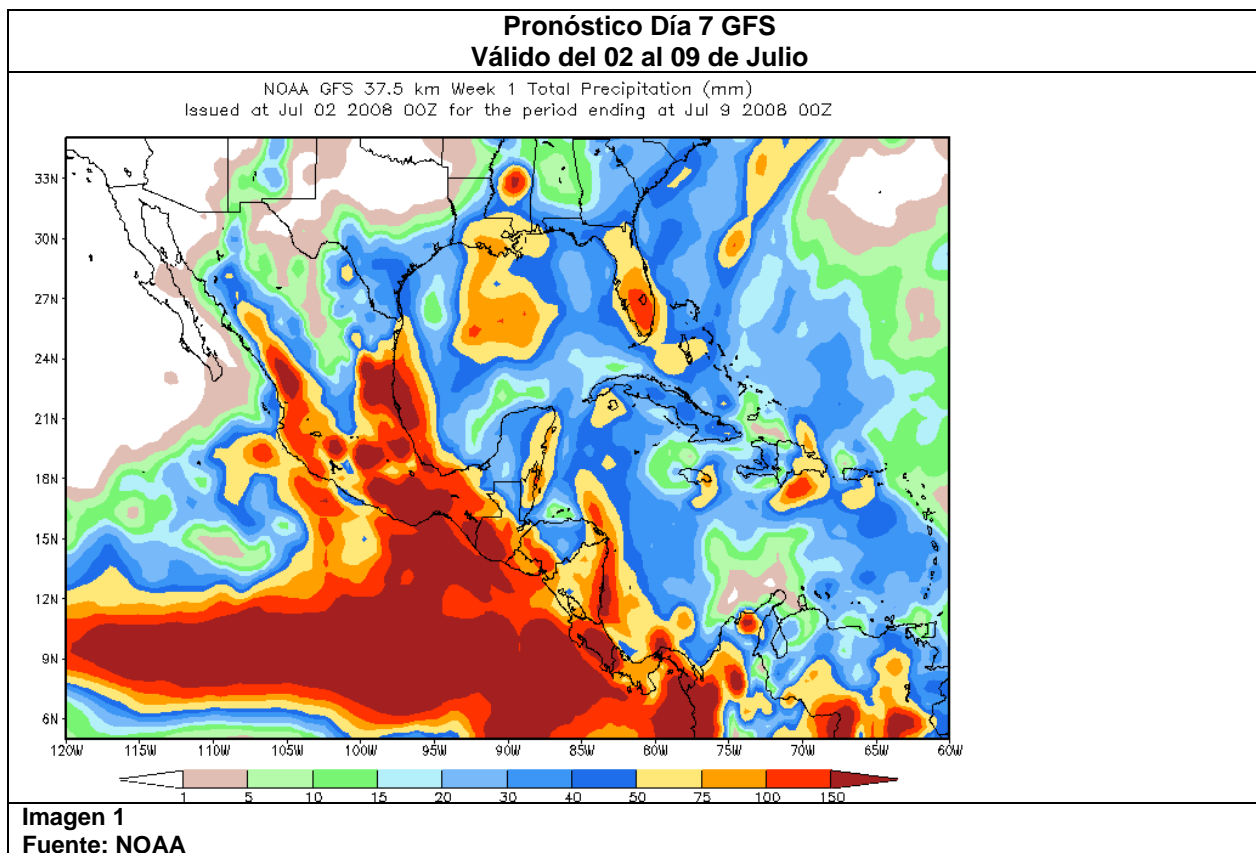 Pronóstico Día 7 GFS
Válido del 02 al 09 de Julio
NOAA GFS 37.5 km Week 1 Total Precipitation (mm)
Issued at Jul 02 2008 00Z for the period ending at Jul 9 2008 00Z
33N
30N
27N
24N
21N
18N
15N
12N
9N
6N
120W 115W 110W 105W 100W 95W 90W 85W 80W 75W 70W 65W 60W
1 5 10 15 20 30 40 50 75 100 150
Imagen 1
Fuente: NOAA